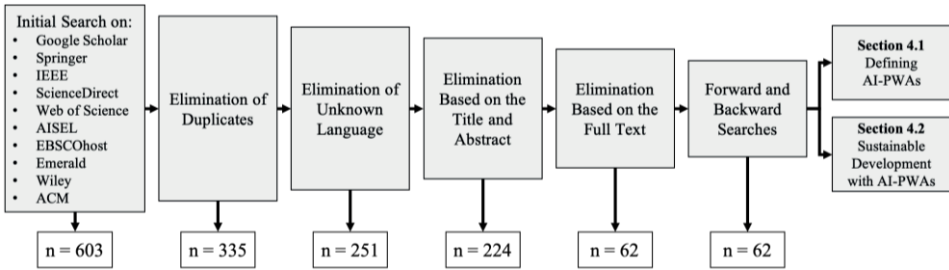 Initial Search on:
• Google Scholar
• Springer
• IEEE
• ScienceDirect
• Web of Science
• AISEL
• EBSCOhost
• Emerald
• Wiley
• ACM
n = 603
Elimination of
Duplicates
n = 335
Elimination of
Unknown
Language
n = 251
Elimination
Based on the
Title and
Abstract
n = 224
Elimination
Based on the
Full Text
n = 62
Forward and
Backward
Searches
n = 62
Section 4.1
Defining
AI-PWAs
Section 4.2
Sustainable
Development
with AI-PWAs